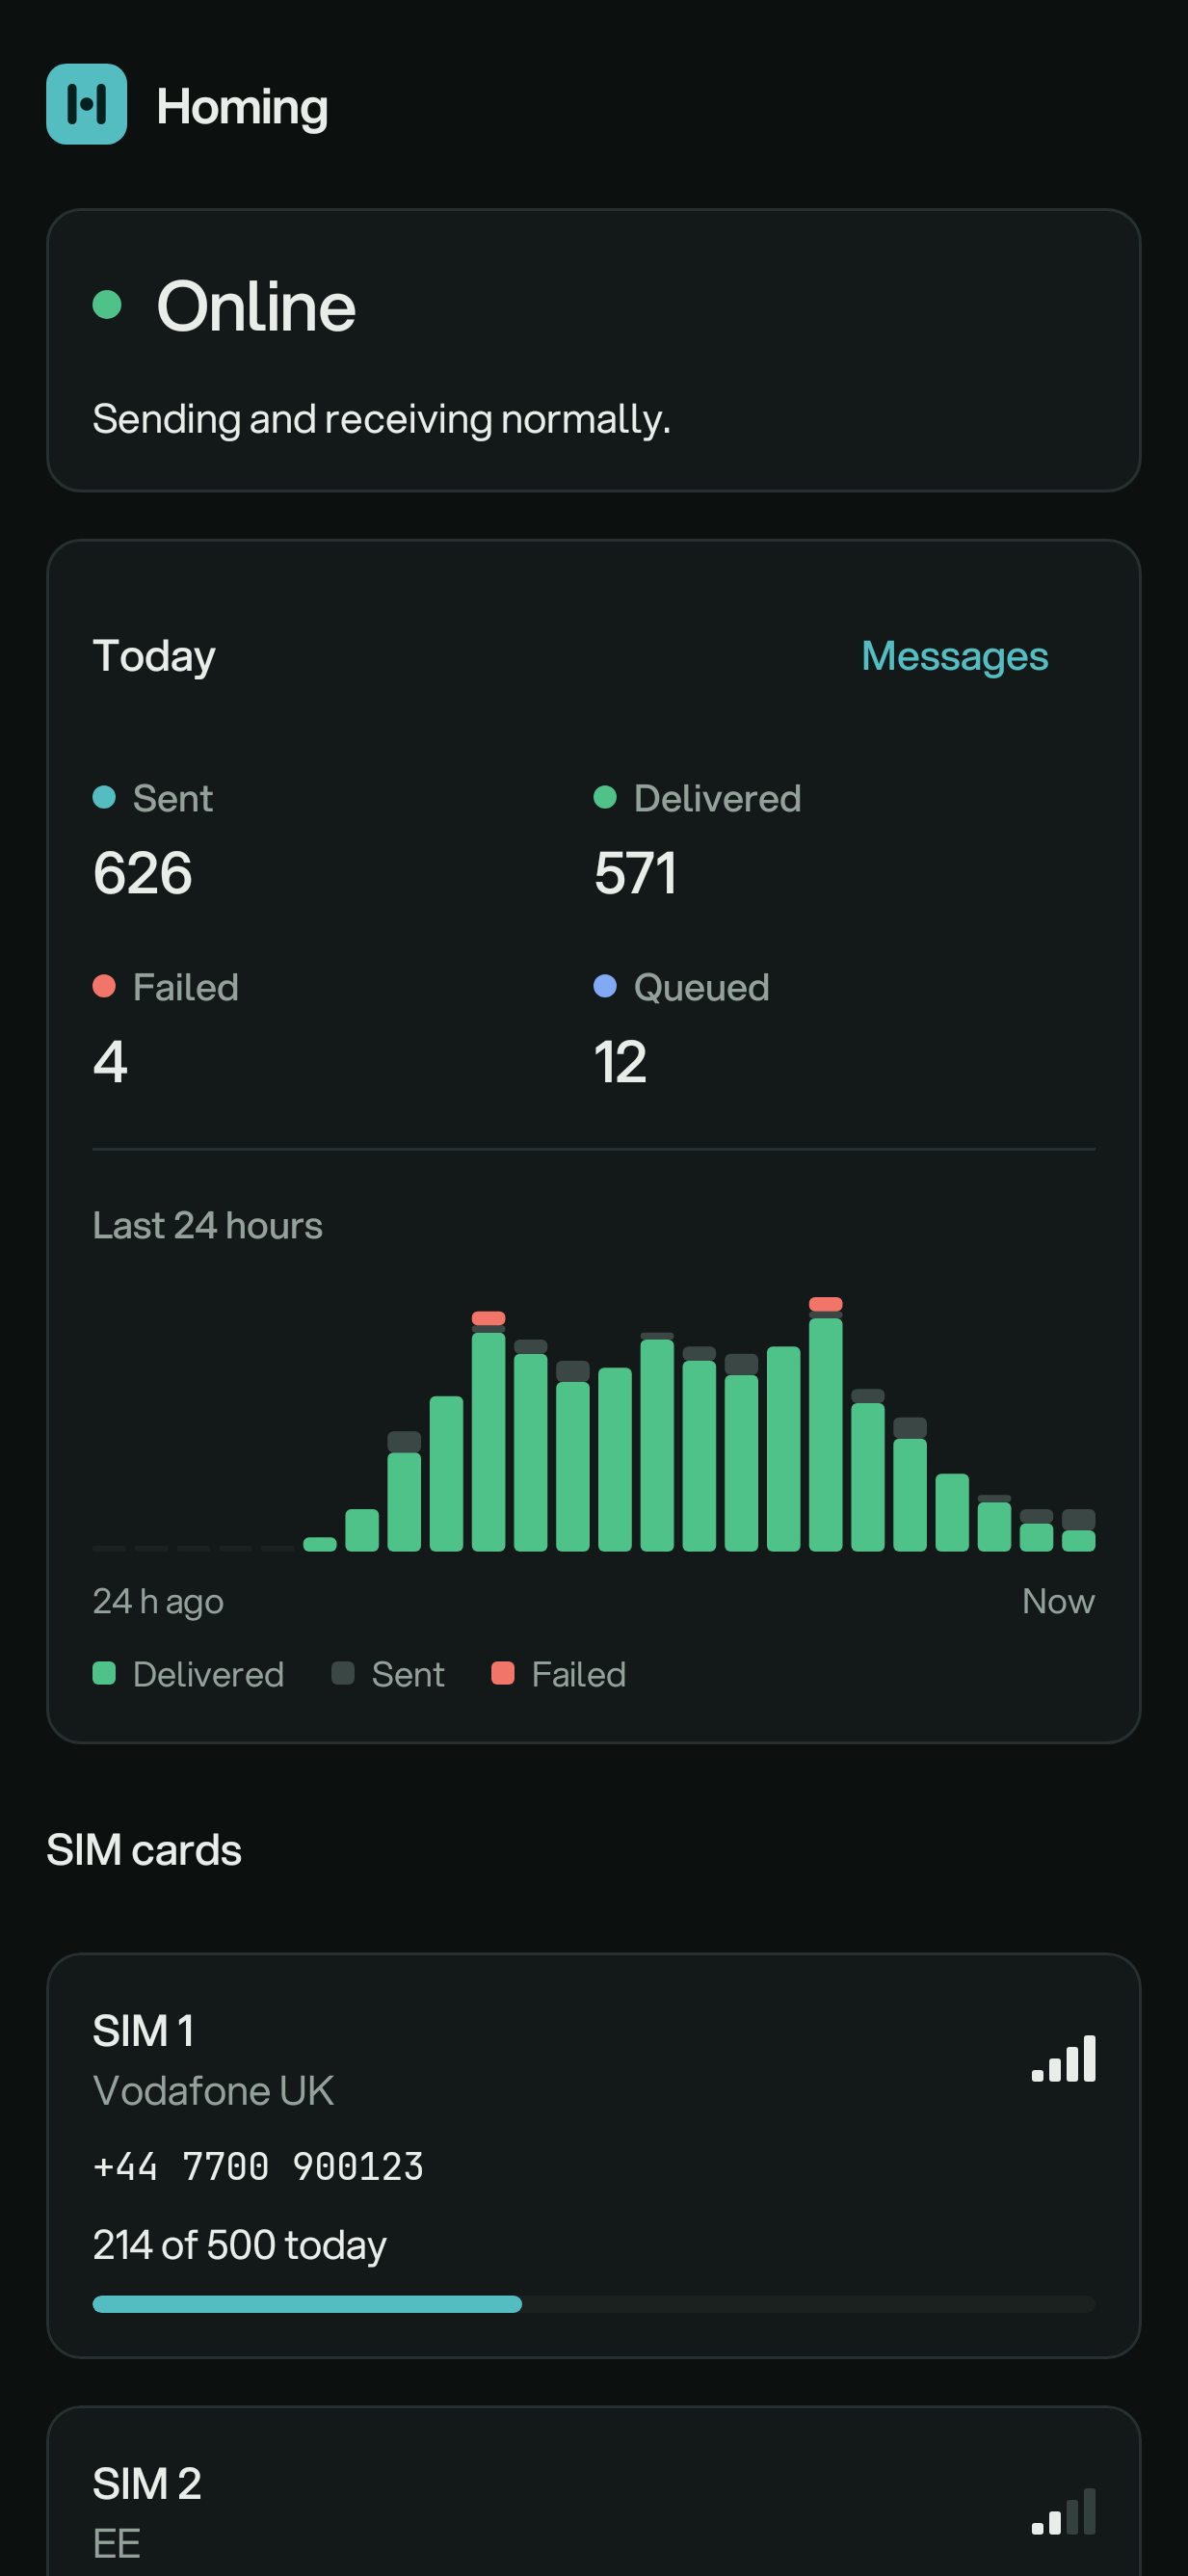 Homing
Online
Sending and receiving normally.
Today
Messages
Sent
Delivered
626
571
Failed
Queued
4
12
Last 24 hours
24 h ago
Now
Delivered
Sent
Failed
SIM cards
SIM 1
Vodafone UK
+44 7700 900123
214 of 500 today
SIM 2
EE